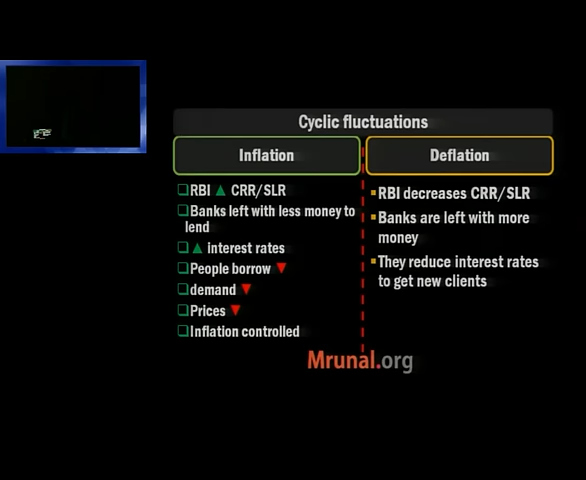 Cyclic fluctuations
Inflation
RBI ▲ CRR/SLR
Banks left with less money to
lend
▲ interest rates
People borrow ▼
demand ▼
Prices ▼
Inflation controlled
Deflation
RBI decreases CRR/SLR
Banks are left with more
money
They reduce interest rates
to get new clients
Mrunal.org